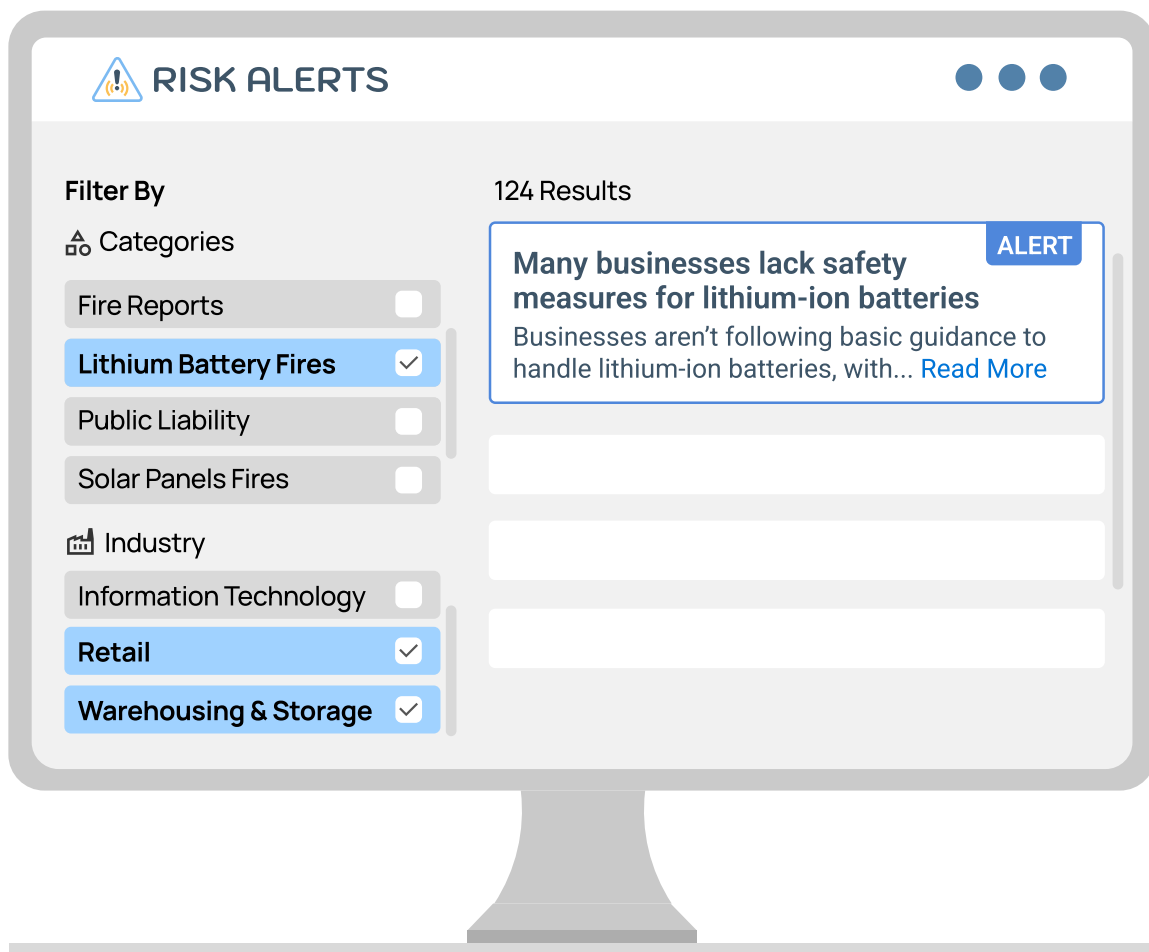 RISK ALERTS
Filter By
Categories
Fire Reports
Lithium Battery Fires
Public Liability
Solar Panels Fires
Industry
Information Technology
Retail
Warehousing & Storage
124 Results
ALERT
Many businesses lack safety
measures for lithium-ion batteries
Businesses aren’t following basic guidance to
handle lithium-ion batteries, with... Read More